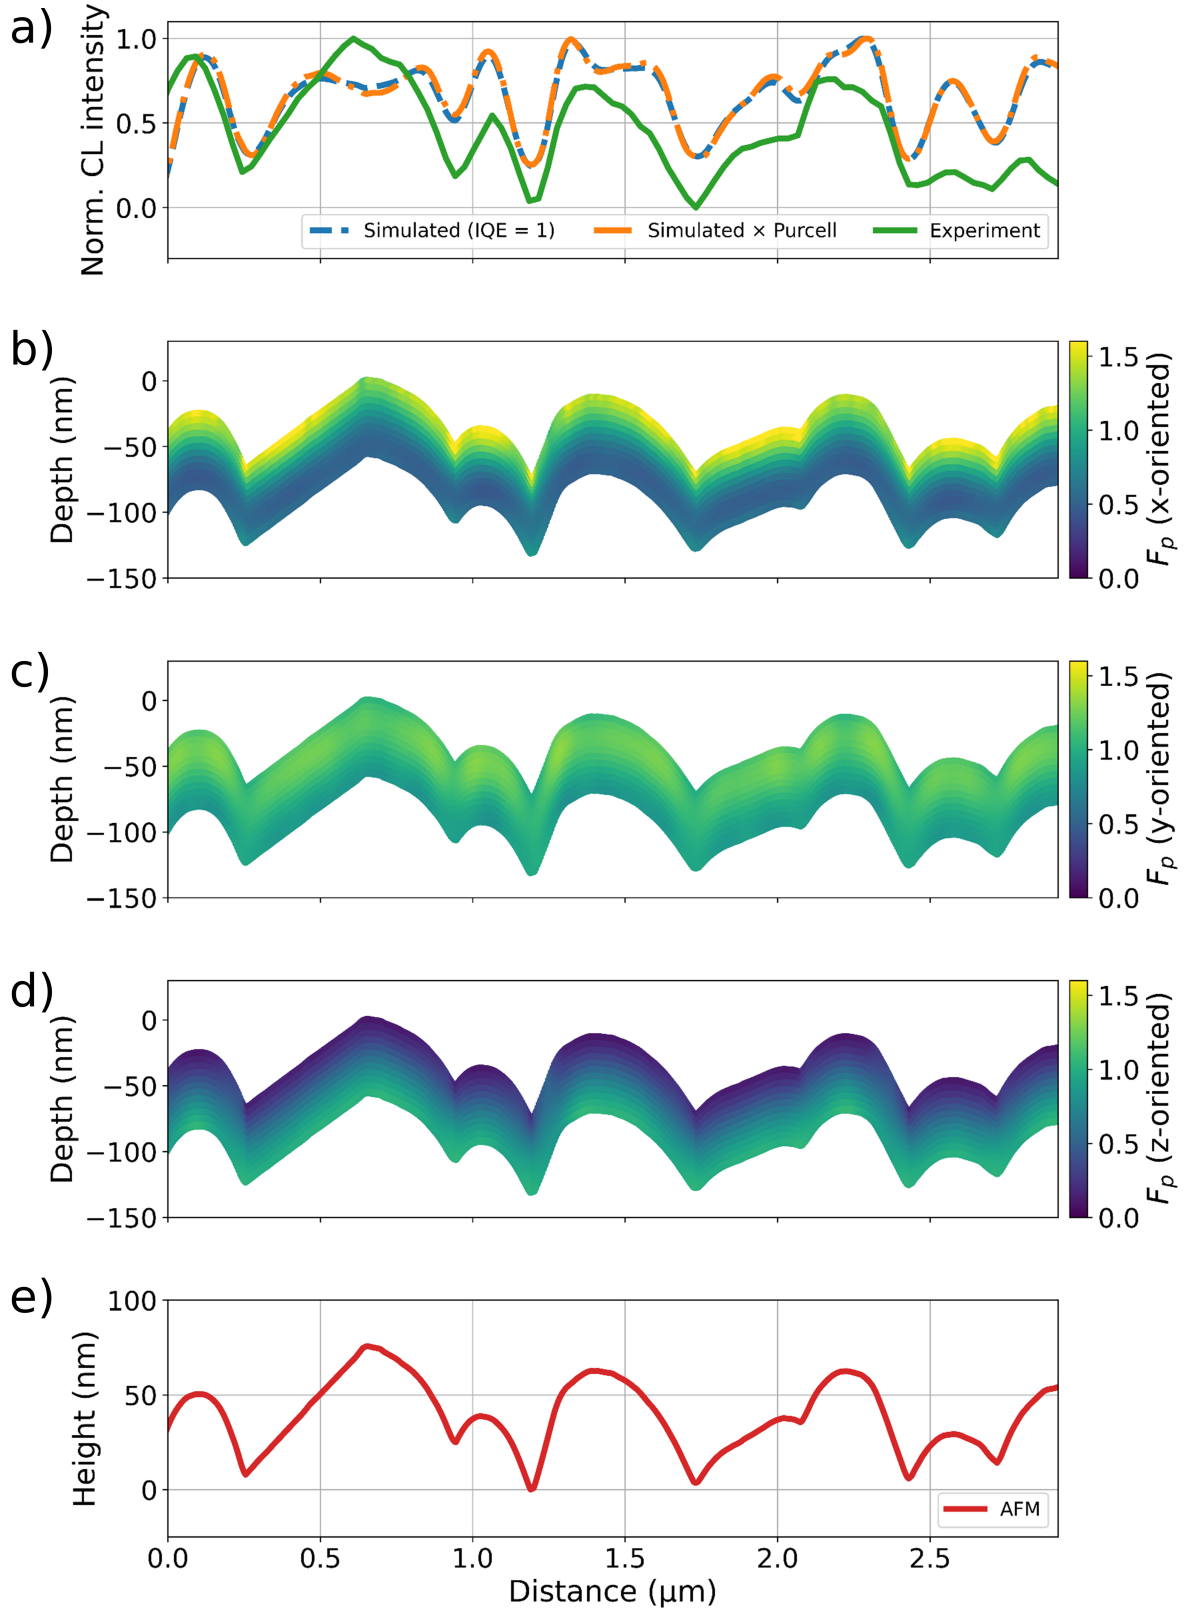 a)
Norm. CL intensity
1.0
0.5
0.0
Simulated (IQE = 1)
Simulated × Purcell
Experiment
b)
Depth (nm)
0
−50
−100
−150
1.5
1.0
0.5
0.0
Fp (x-oriented)
c)
Depth (nm)
0
−50
−100
−150
1.5
1.0
0.5
0.0
Fp (y-oriented)
d)
Depth (nm)
0
−50
−100
−150
1.5
1.0
0.5
0.0
Fp (z-oriented)
e)
Height (nm)
100
50
0
AFM
0.0 0.5 1.0 1.5 2.0 2.5
Distance (μm)